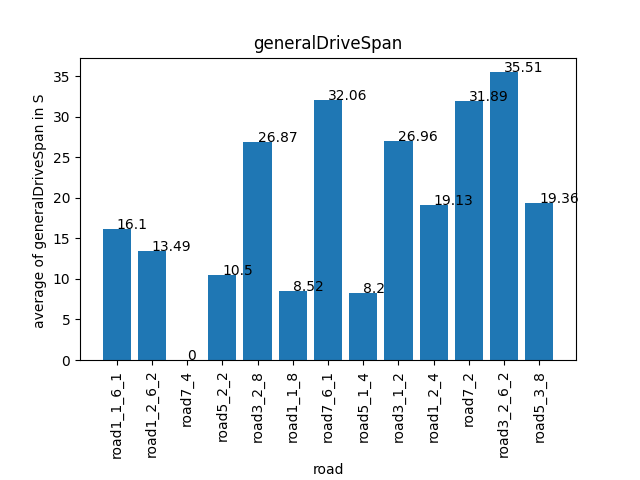 generalDriveSpan
average of generalDriveSpan in S
35
30
25
20
15
10
5
0
16.1
13.49
0
10.5
26.87
8.52
32.06
8.2
26.96
19.13
31.89
35.51
19.36
road1_1_6_1
road1_2_6_2
road7_4
road5_2_2
road3_2_8
road1_1_8
road7_6_1
road5_1_4
road3_1_2
road1_2_4
road7_2
road3_2_6_2
road5_3_8
road